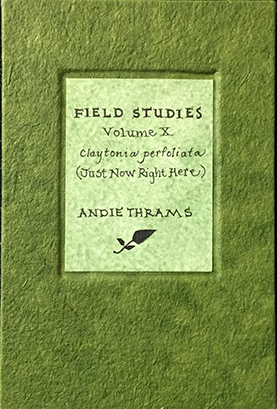 FIELD STUDIES
Volume X
Claytonia perfoliata
(Just Now Right Here)
ANDIE THRAMS